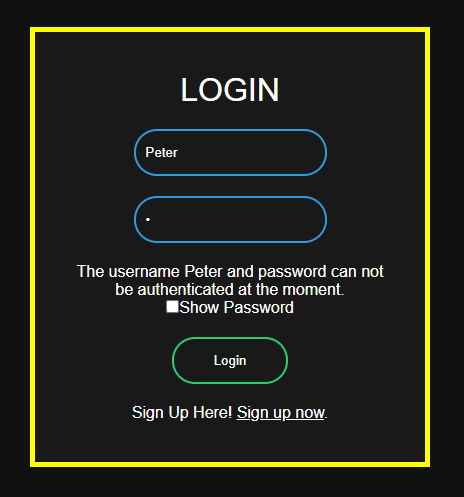 LOGIN
Peter
•
The username Peter and password can not
be authenticated at the moment.
Show Password
Login
Sign Up Here! Sign up now.